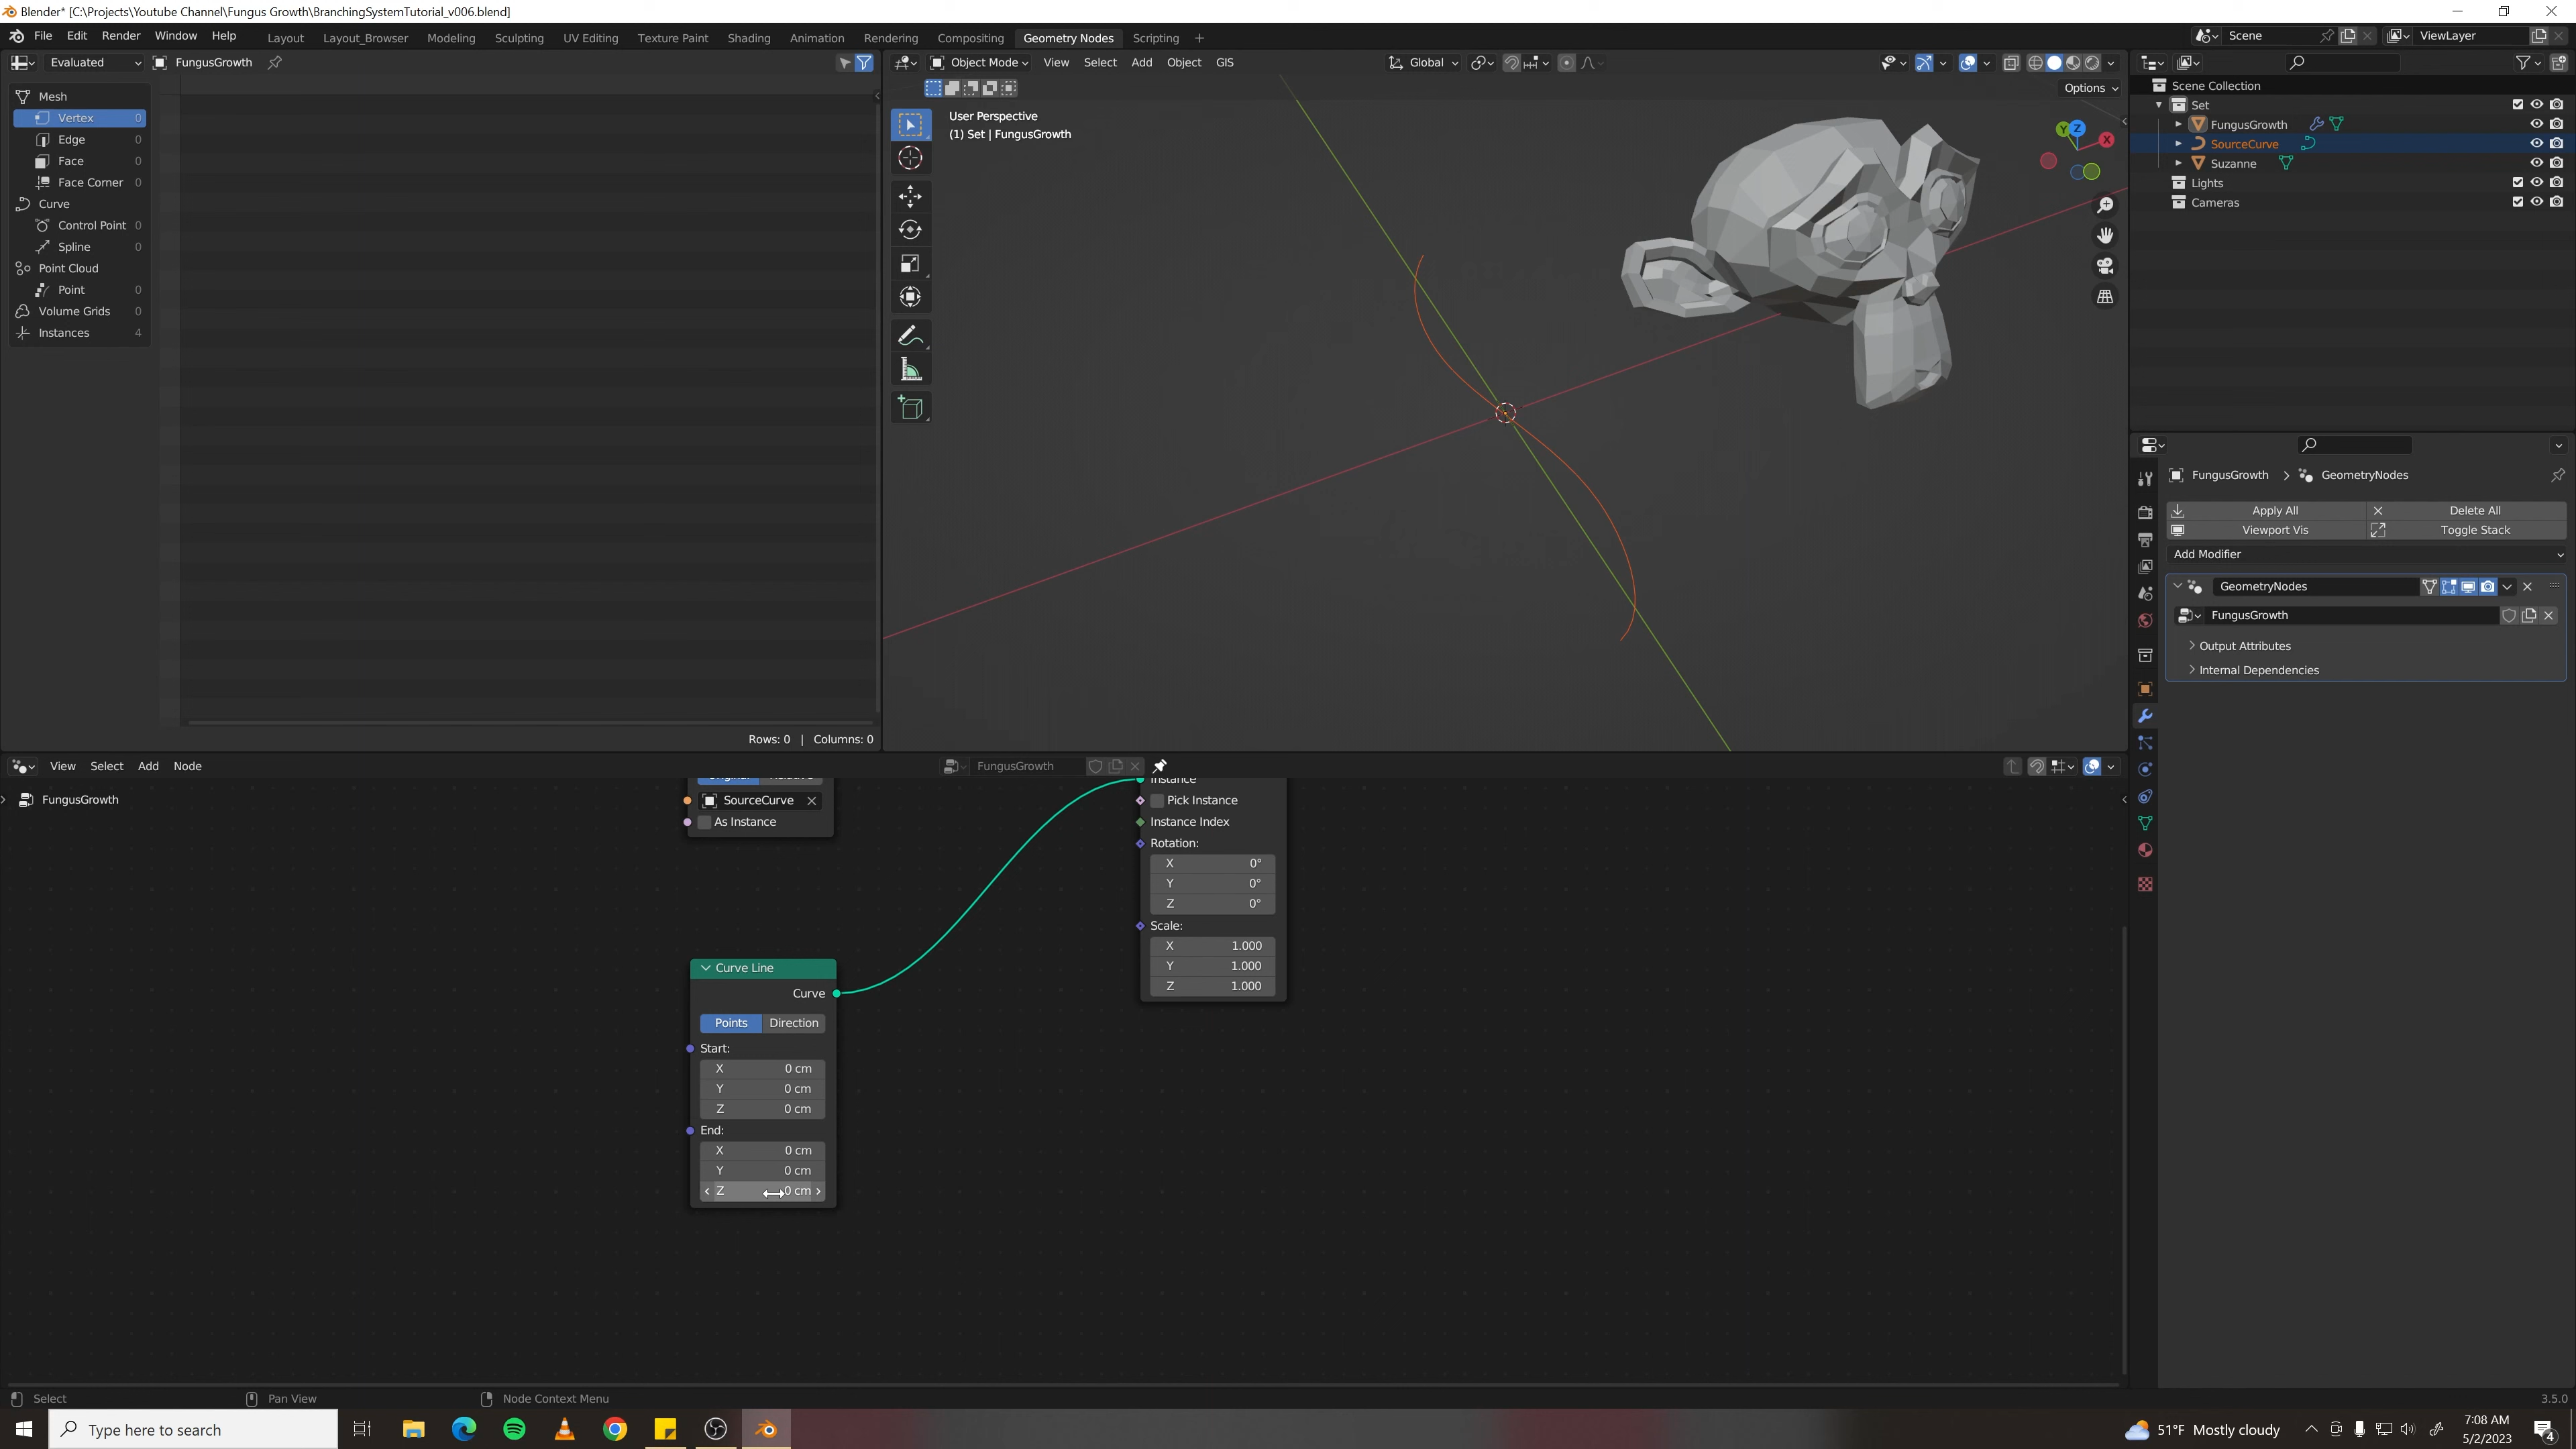 Blender* [C:\Projects\Youtube Channel\Fungus Growth\BranchingSystemTutorial_v006.blend]
File Edit Render Window Help Layout Layout_Browser Modeling Sculpting UV Editing Texture Paint Shading Animation Rendering Compositing Geometry Nodes Scripting + Scene ViewLayer
Evaluated FungusGrowth
Object Mode View Select Add Object GIS Global
Options
Mesh
Vertex 0
Edge 0
Face 0
Face Corner 0
Curve
Control Point 0
Spline 0
Point Cloud
Point 0
Volume Grids 0
Instances 4
Rows: 0 | Columns: 0
User Perspective
(1) Set | FungusGrowth
Z
Y
X
Scene Collection
Set
FungusGrowth
SourceCurve
Suzanne
Lights
Cameras
FungusGrowth > GeometryNodes
Apply All Delete All
Viewport Vis Toggle Stack
Add Modifier
GeometryNodes
FungusGrowth
Output Attributes
Internal Dependencies
View Select Add Node FungusGrowth
FungusGrowth
SourceCurve
As Instance
Instance
Pick Instance
Instance Index
Rotation:
X 0°
Y 0°
Z 0°
Scale:
X 1.000
Y 1.000
Z 1.000
Curve Line
Curve
Points Direction
Start:
X 0 cm
Y 0 cm
Z 0 cm
End:
X 0 cm
Y 0 cm
Z 0 cm
Select Pan View Node Context Menu 3.5.0
Type here to search
51°F Mostly cloudy
7:08 AM
5/2/2023
4